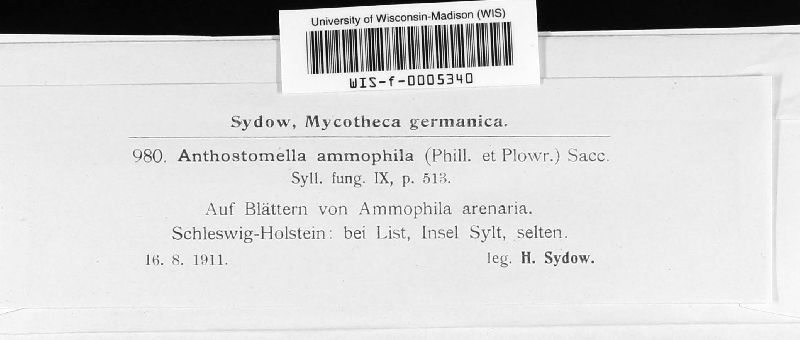 University of Wisconsin-Madison (WIS)
WIS-f-0005340
Sydow, Mycotheca germanica.
980. Anthostomella ammophila (Phill. et Plowr.) Sacc.
Syll. fung. IX, p. 513.
Auf Blättern von Ammophila arenaria.
Schleswig-Holstein: bei List, Insel Sylt, selten.
16. 8. 1911. leg. H. Sydow.